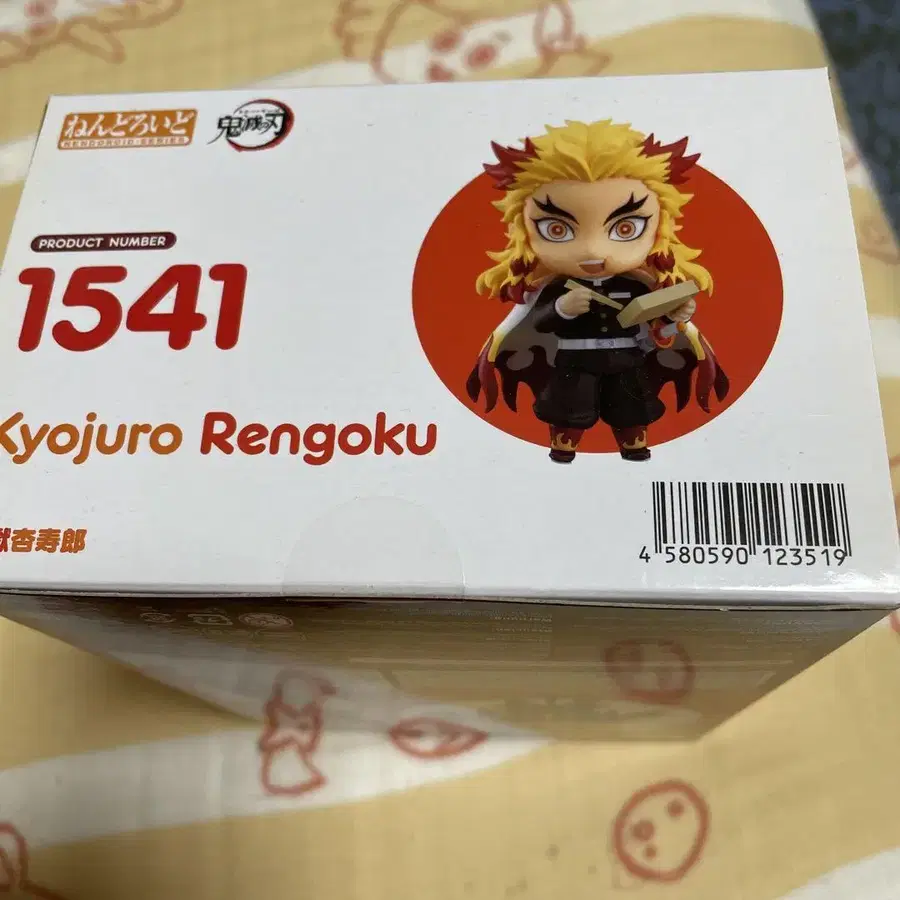 ねんどろいど
NENDOROID SERIES
鬼滅の刃
PRODUCT NUMBER
1541
Kyojuro Rengoku
杏寿郎
4 580590 123519